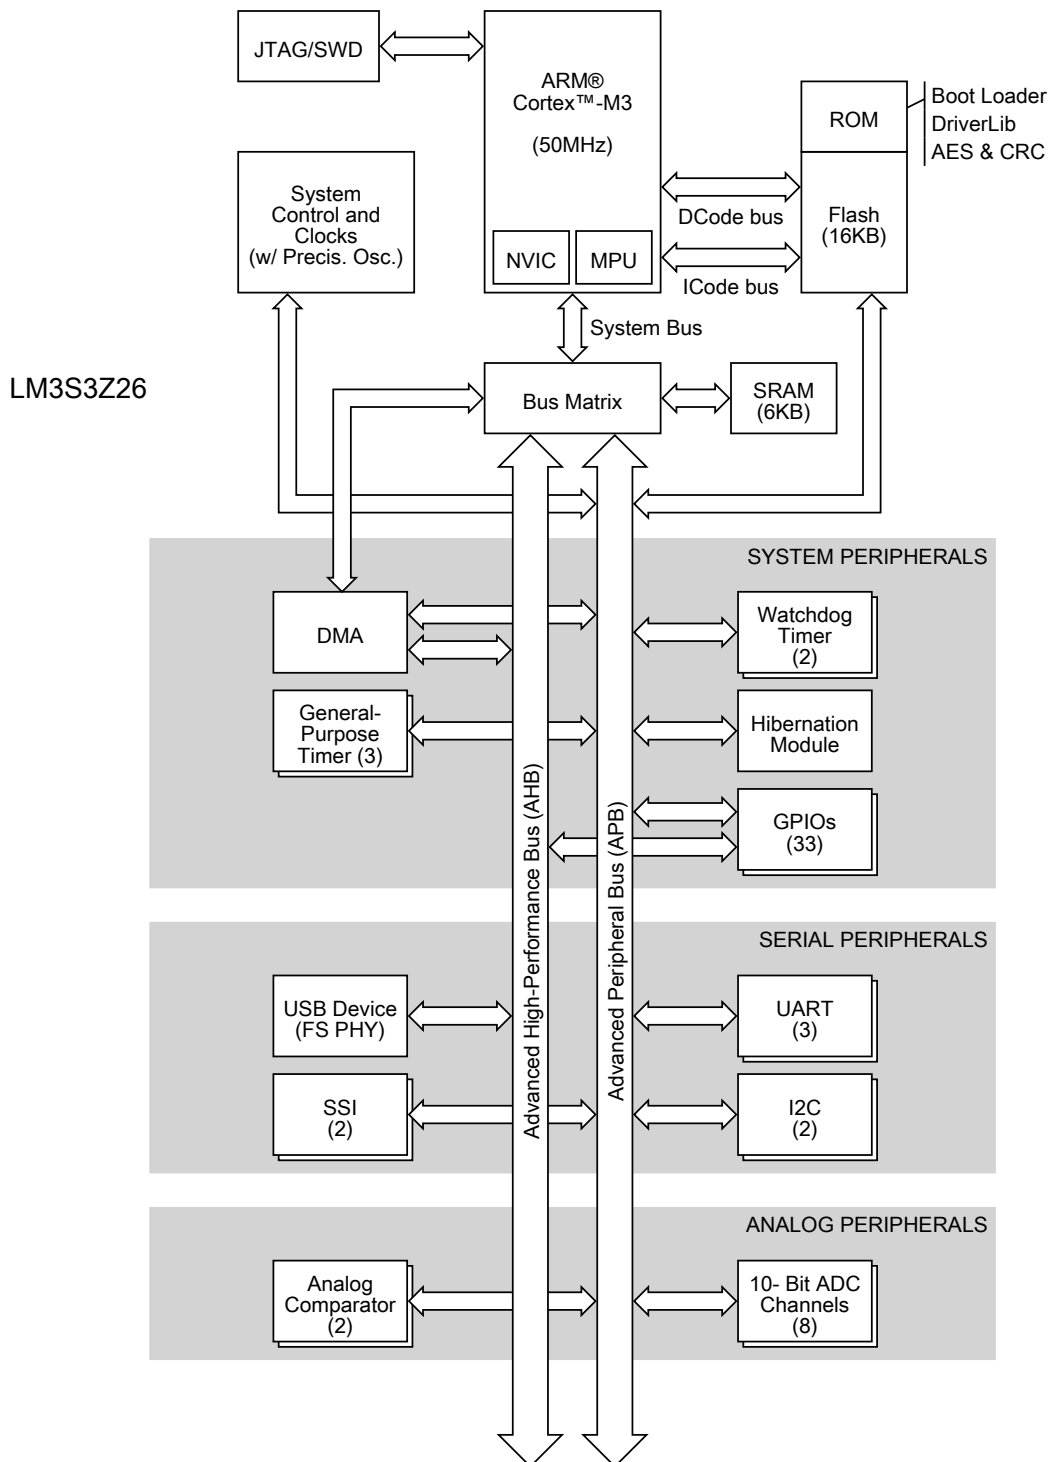 JTAG/SWD
ARM®
Cortex™-M3
(50MHz)
NVIC
MPU
ROM
Boot Loader
DriverLib
AES & CRC
Flash
(16KB)
DCode bus
ICode bus
System
Control and
Clocks
(w/ Precis. Osc.)
System Bus
LM3S3Z26
Bus Matrix
SRAM
(6KB)
SYSTEM PERIPHERALS
DMA
Watchdog
Timer
(2)
General-
Purpose
Timer (3)
Hibernation
Module
GPIOs
(33)
Advanced High-Performance Bus (AHB)
Advanced Peripheral Bus (APB)
SERIAL PERIPHERALS
USB Device
(FS PHY)
UART
(3)
SSI
(2)
I2C
(2)
ANALOG PERIPHERALS
Analog
Comparator
(2)
10- Bit ADC
Channels
(8)